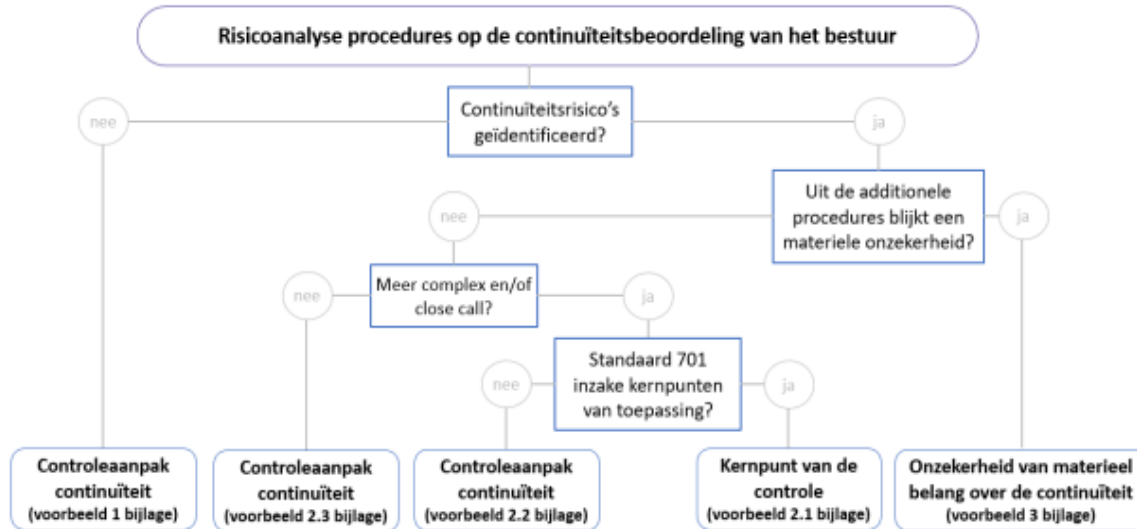 Risicoanalyse procedures op de continuïteitsbeoordeling van het bestuur
Continuïteitsrisico's
geïdentificeerd?
nee
ja
Uit de additionele
procedures blijkt een
materiele onzekerheid?
nee
ja
Meer complex en/of
close call?
nee
ja
Standaard 701
inzake kernpunten
van toepassing?
nee
ja
Controleaanpak
continuïteit
(voorbeeld 1 bijlage)
Controleaanpak
continuïteit
(voorbeeld 2.3 bijlage)
Controleaanpak
continuïteit
(voorbeeld 2.2 bijlage)
Kernpunt van de
controle
(voorbeeld 2.1 bijlage)
Onzekerheid van materieel
belang over de continuïteit
(voorbeeld 3 bijlage)